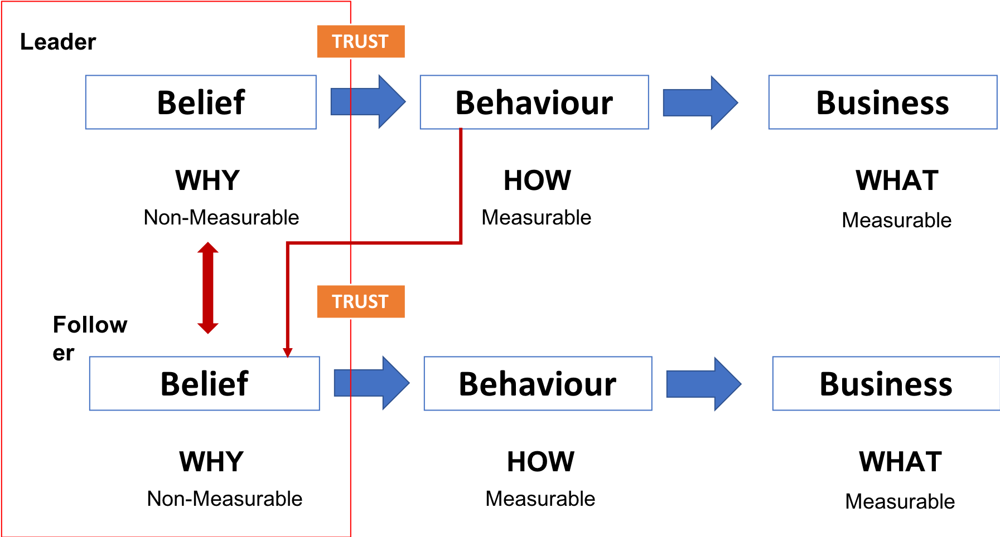 Leader
TRUST
Belief
Behaviour
Business
WHY
HOW
WHAT
Non-Measurable
Measurable
Measurable
TRUST
Follow
er
Belief
Behaviour
Business
WHY
HOW
WHAT
Non-Measurable
Measurable
Measurable